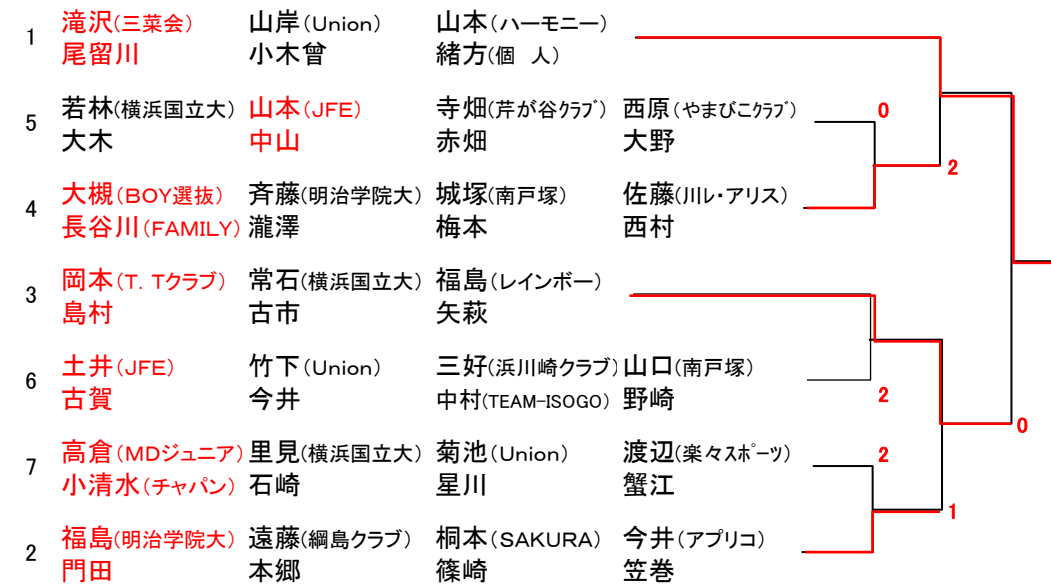 滝沢(三菜会) 山岸(Union) 山本(ハーモニー)
1
尾留川 小木曾 緒方(個 人)
若林(横浜国立大) 山本(JFE) 寺畑(芹が谷クラブ) 西原(やまびこクラブ) 0
5
大木 中山 赤畑 大野
2
大槻(BOY選抜) 斉藤(明治学院大) 城塚(南戸塚) 佐藤(川レ・アリス)
4
長谷川(FAMILY) 瀧澤 梅本 西村
岡本(T.Tクラブ) 常石(横浜国立大) 福島(レインボー)
3
島村 古市 矢萩
土井(JFE) 竹下(Union) 三好(浜川崎クラブ) 山口(南戸塚)
6
古賀 今井 中村(TEAM-ISOGO) 野崎 2
0
高倉(MDジュニア) 里見(横浜国立大) 菊池(Union) 渡辺(楽々スポーツ) 2
7
小清水(チャパン) 石崎 星川 蟹江
1
福島(明治学院大) 遠藤(綱島クラブ) 桐本(SAKURA) 今井(アプリコ)
2
門田 本郷 篠崎 笠巻